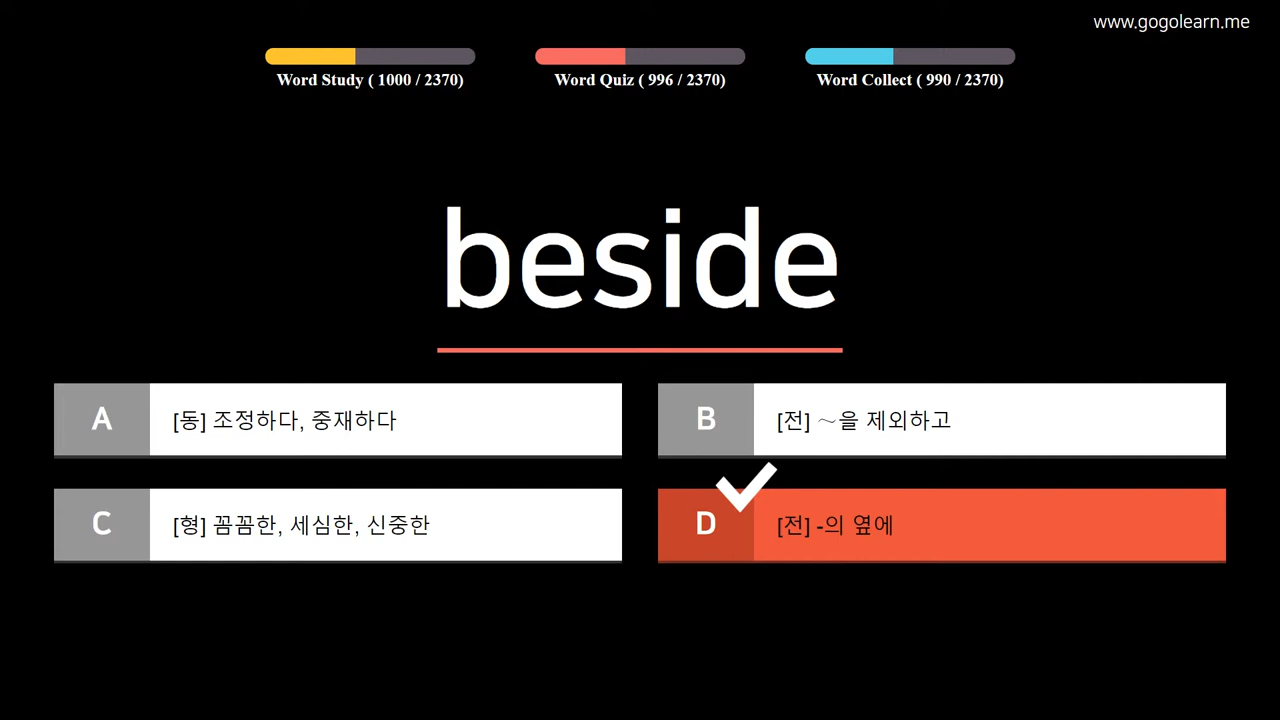 www.gogolearn.me
Word Study ( 1000 / 2370)
Word Quiz ( 996 / 2370)
Word Collect ( 990 / 2370)
beside
A
[동] 조정하다, 중재하다
B
[전] ～을 제외하고
C
[형] 꼼꼼한, 세심한, 신중한
D
[전] -의 옆에